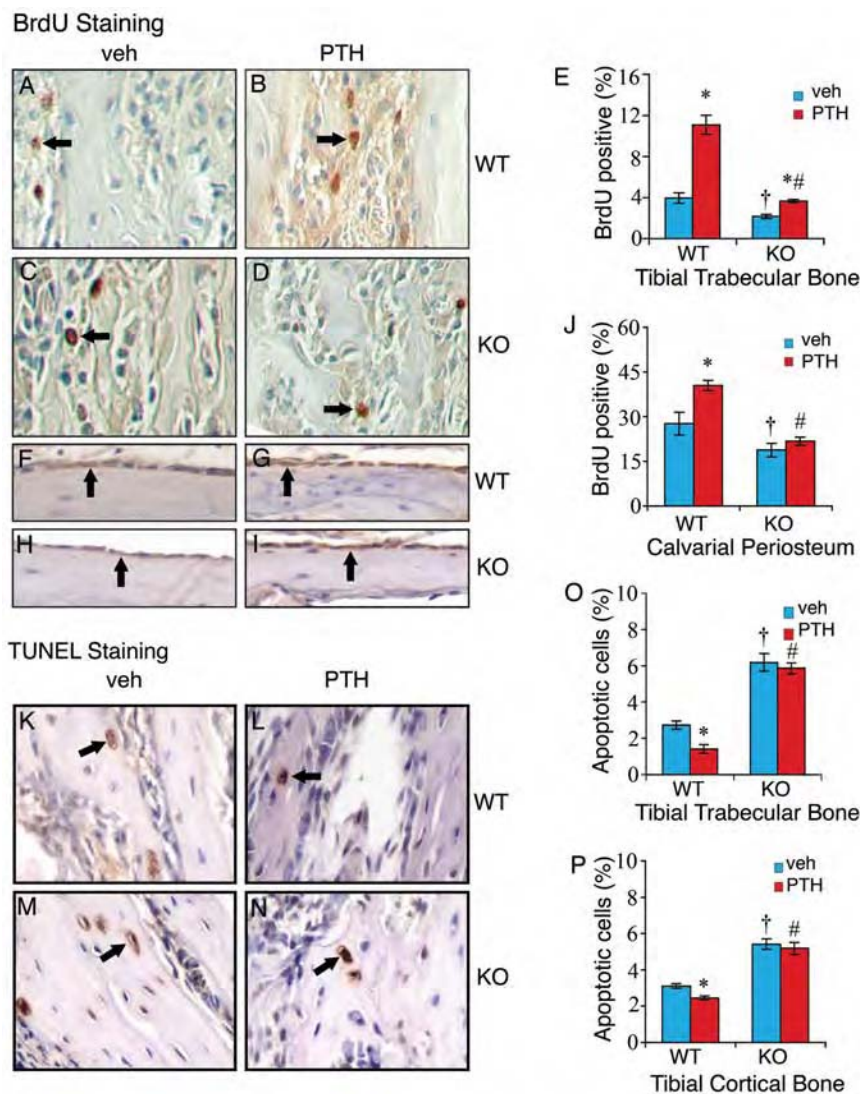 BrdU Staining
veh PTH
A B WT
C D KO
F G WT
H I KO
E
BrdU positive (%)
16
12
8
4
0
veh
PTH
*
†
*#
WT KO
Tibial Trabecular Bone
J
BrdU positive (%)
60
45
30
15
0
veh
PTH
*
†
#
WT KO
Calvarial Periosteum
TUNEL Staining
veh PTH
K L WT
M N KO
O
Apoptotic cells (%)
10
8
6
4
2
0
veh
PTH
*
†
#
WT KO
Tibial Trabecular Bone
P
Apoptotic cells (%)
10
8
6
4
2
0
veh
PTH
*
†
#
WT KO
Tibial Cortical Bone